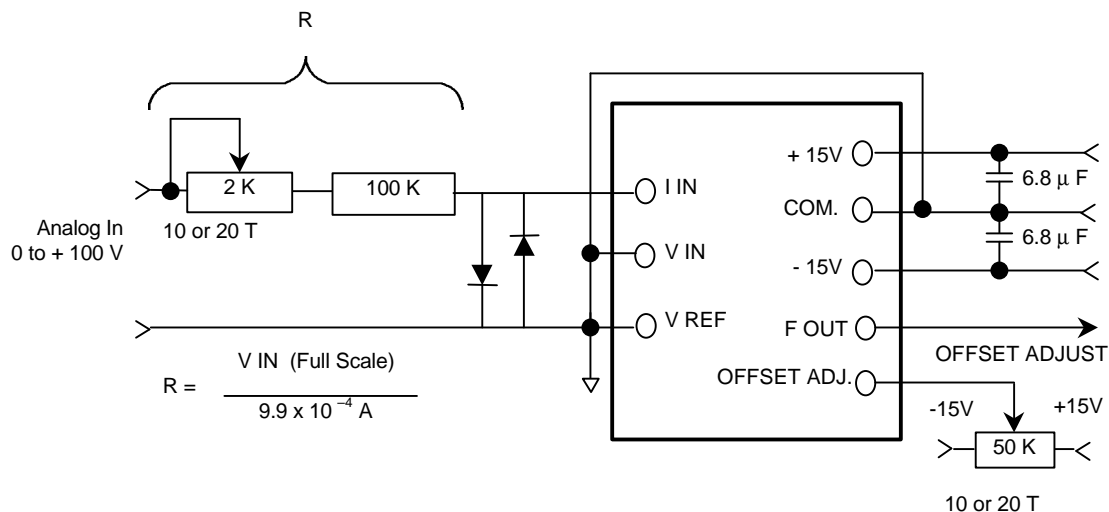 R
2 K
100 K
10 or 20 T
Analog In
0 to + 100 V
I IN
V IN
V REF
+ 15V
COM.
- 15V
F OUT
OFFSET ADJ.
6.8 μ F
6.8 μ F
OFFSET ADJUST
-15V
+15V
50 K
10 or 20 T
V IN (Full Scale)
R =
9.9 x 10 –4 A